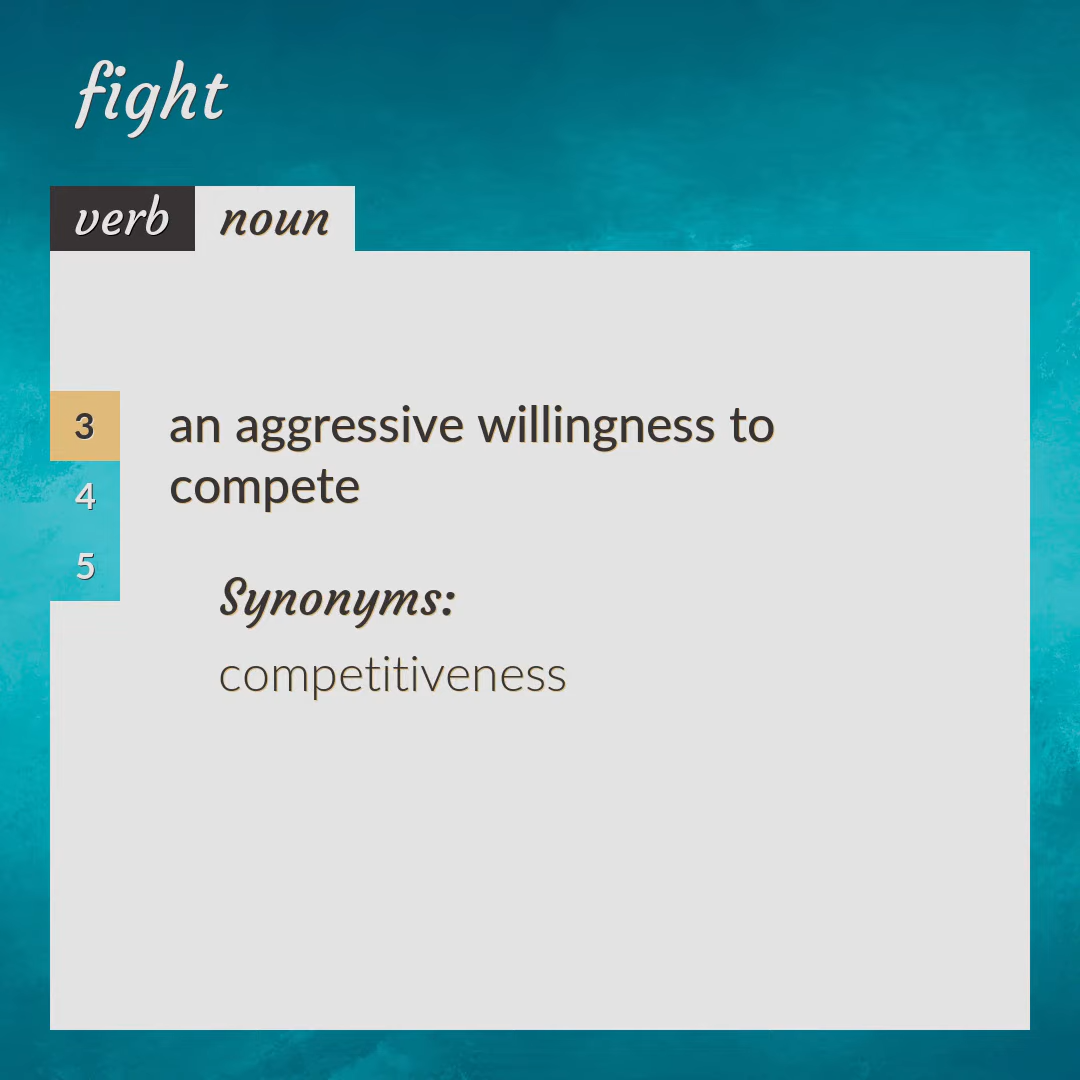 fight
verb noun
3 an aggressive willingness to
compete
4
5
Synonyms:
competitiveness